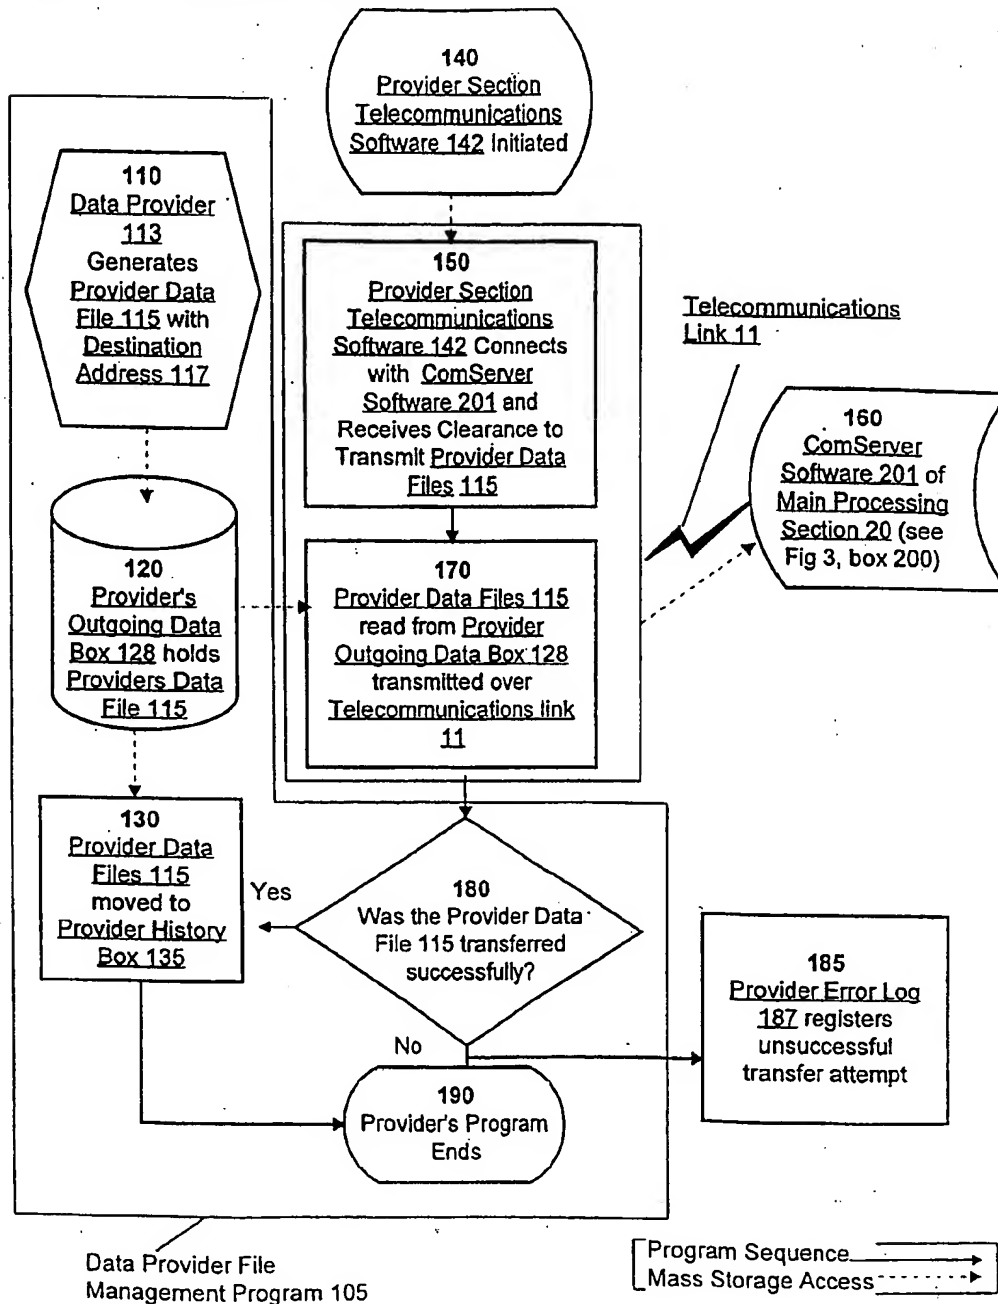 140
Provider Section
Telecommunications
Software 142 Initiated
110
Data Provider
113
Generates
Provider Data
File 115 with
Destination
Address 117
150
Provider Section
Telecommunications
Software 142 Connects
with ComServer
Software 201 and
Receives Clearance to
Transmit Provider Data
Files 115
Telecommunications
Link 11
160
ComServer
Software 201 of
Main Processing
Section 20 (see
Fig 3, box 200)
120
Provider's
Outgoing Data
Box 128 holds
Providers Data
File 115
170
Provider Data Files 115
read from Provider
Outgoing Data Box 128
transmitted over
Telecommunications link
11
130
Provider Data
Files 115
moved to
Provider History
Box 135
Yes
180
Was the Provider Data
File 115 transferred
successfully?
185
Provider Error Log
187 registers
unsuccessful
transfer attempt
No
190
Provider's Program
Ends
Data Provider File
Management Program 105
Program Sequence
Mass Storage Access